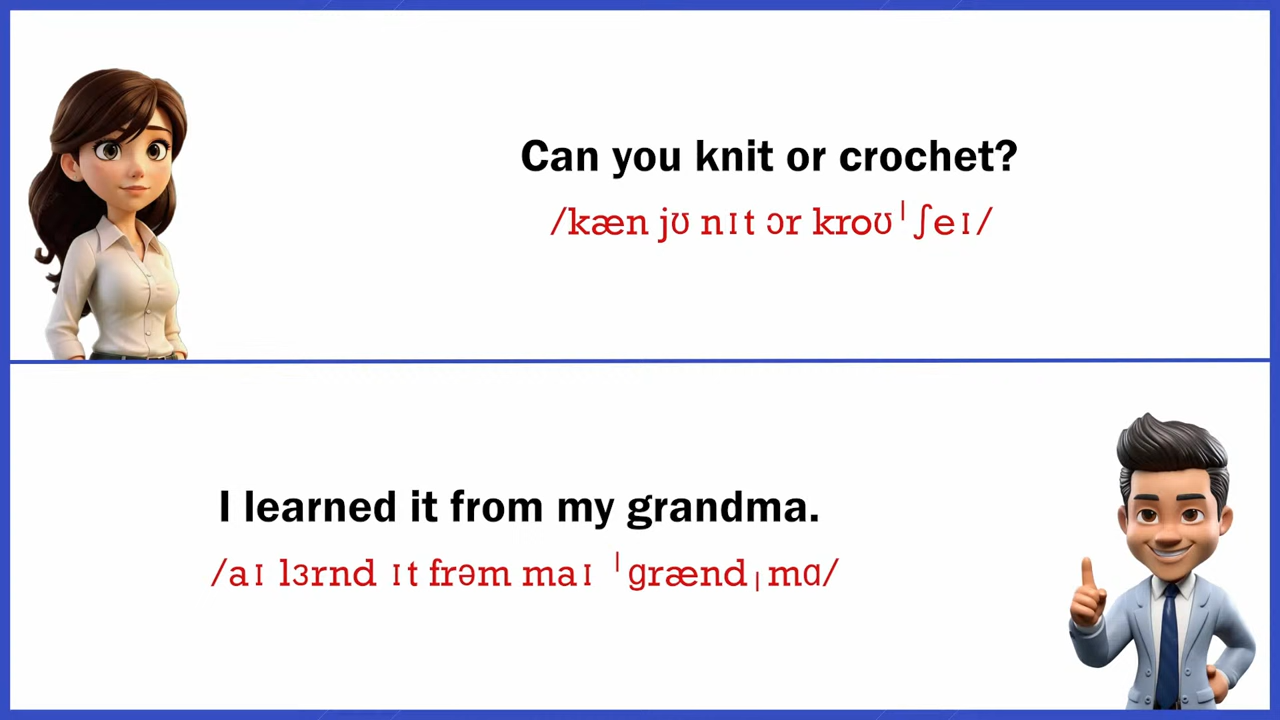 Can you knit or crochet?
/kæn jʊ nɪt ɔr kroʊˈʃeɪ/
I learned it from my grandma.
/aɪ lɜrnd ɪt frəm maɪ ˈɡrændˌmɑ/